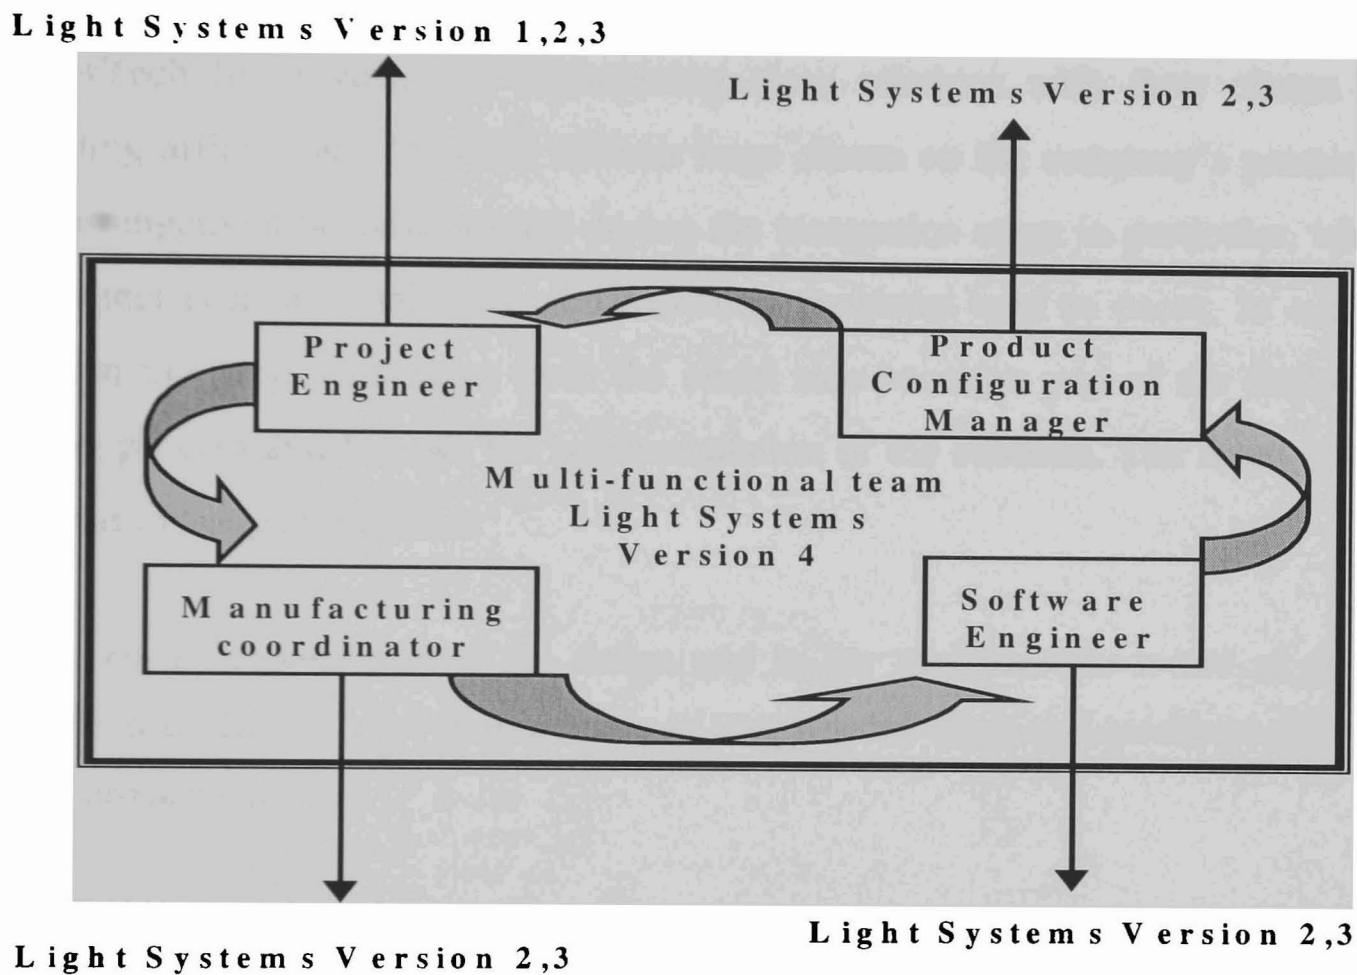 Light Systems Version 1,2,3
Light Systems Version 2,3
Project
Engineer
Product
Configuration
Manager
Multi-functional team
Light Systems
Version 4
Manufacturing
coordinator
Software
Engineer
Light Systems Version 2,3
Light Systems Version 2,3